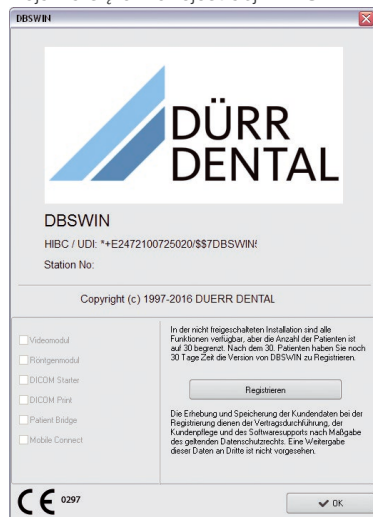 DBSWIN
DÜRR
DENTAL
DBSWIN
HIBC / UDI: *+E2472100725020/$$7DBSWIN!
Station No:
Copyright (c) 1997-2016 DUERR DENTAL
Videomodul
Röntgenmodul
DICOM Starter
DICOM Print
Patient Bridge
Mobile Connect
In der nicht freigeschalteten Installation sind alle
Funktionen verfügbar, aber die Anzahl der Patienten ist
auf 30 begrenzt. Nach dem 30. Patienten haben Sie noch
30 Tage Zeit die Version von DBSWIN zu Registrieren.
Registrieren
Die Erhebung und Speicherung der Kundendaten bei der
Registrierung dienen der Vertragsdurchführung, der
Kundenpflege und des Softwaresupports nach Maßgabe
des geltenden Datenschutzrechts. Eine Weitergabe
dieser Daten an Dritte ist nicht vorgesehen.
CE 0297
OK